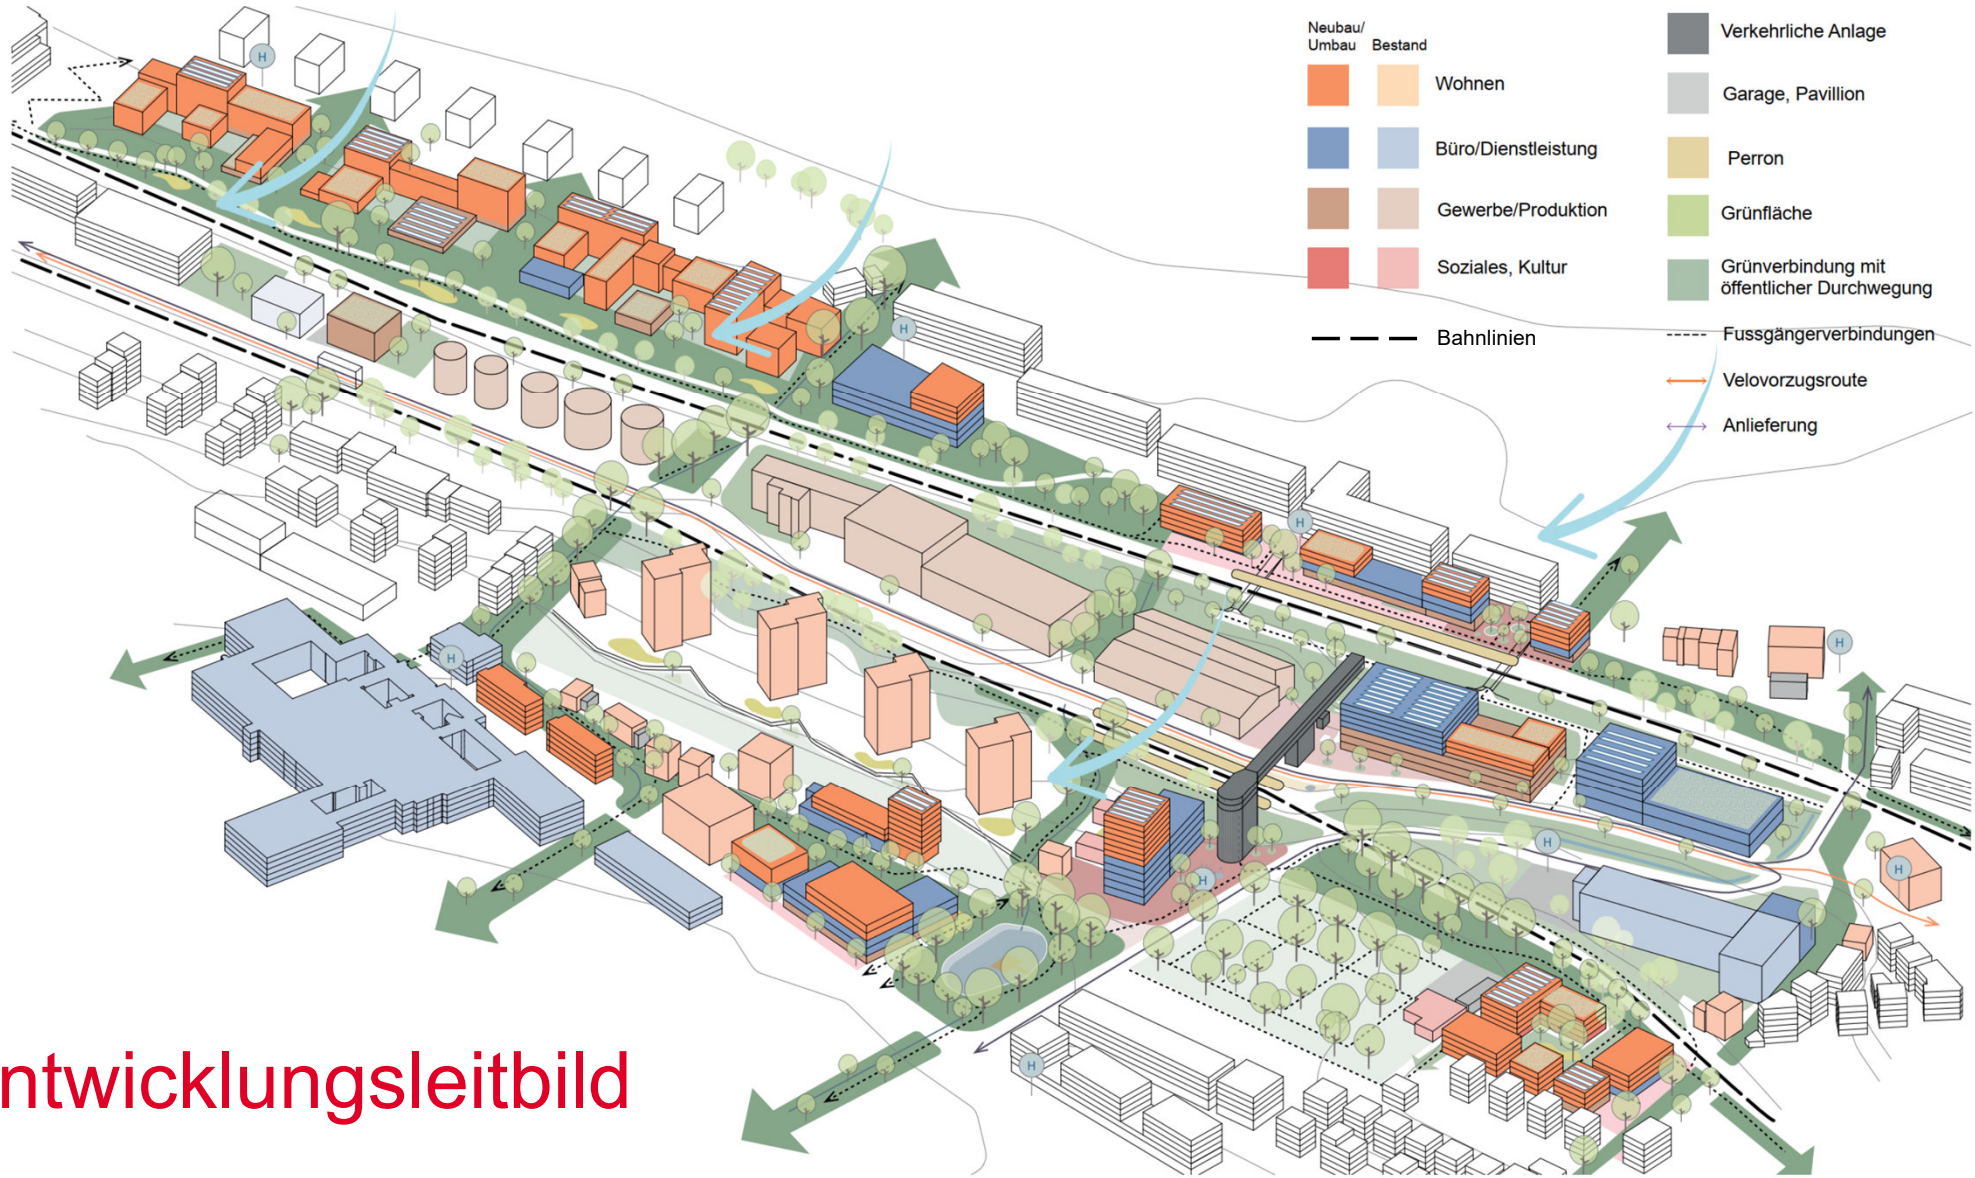 Neubau/
Umbau Bestand
Wohnen
Büro/Dienstleistung
Gewerbe/Produktion
Soziales, Kultur
Bahnlinien
Verkehrliche Anlage
Garage, Pavillion
Perron
Grünfläche
Grünverbindung mit
öffentlicher Durchwegung
Fussgängerverbindungen
Velovorzugsroute
Anlieferung
H
H
H
H
H
H
H
H
H
ntwicklungsleitbild